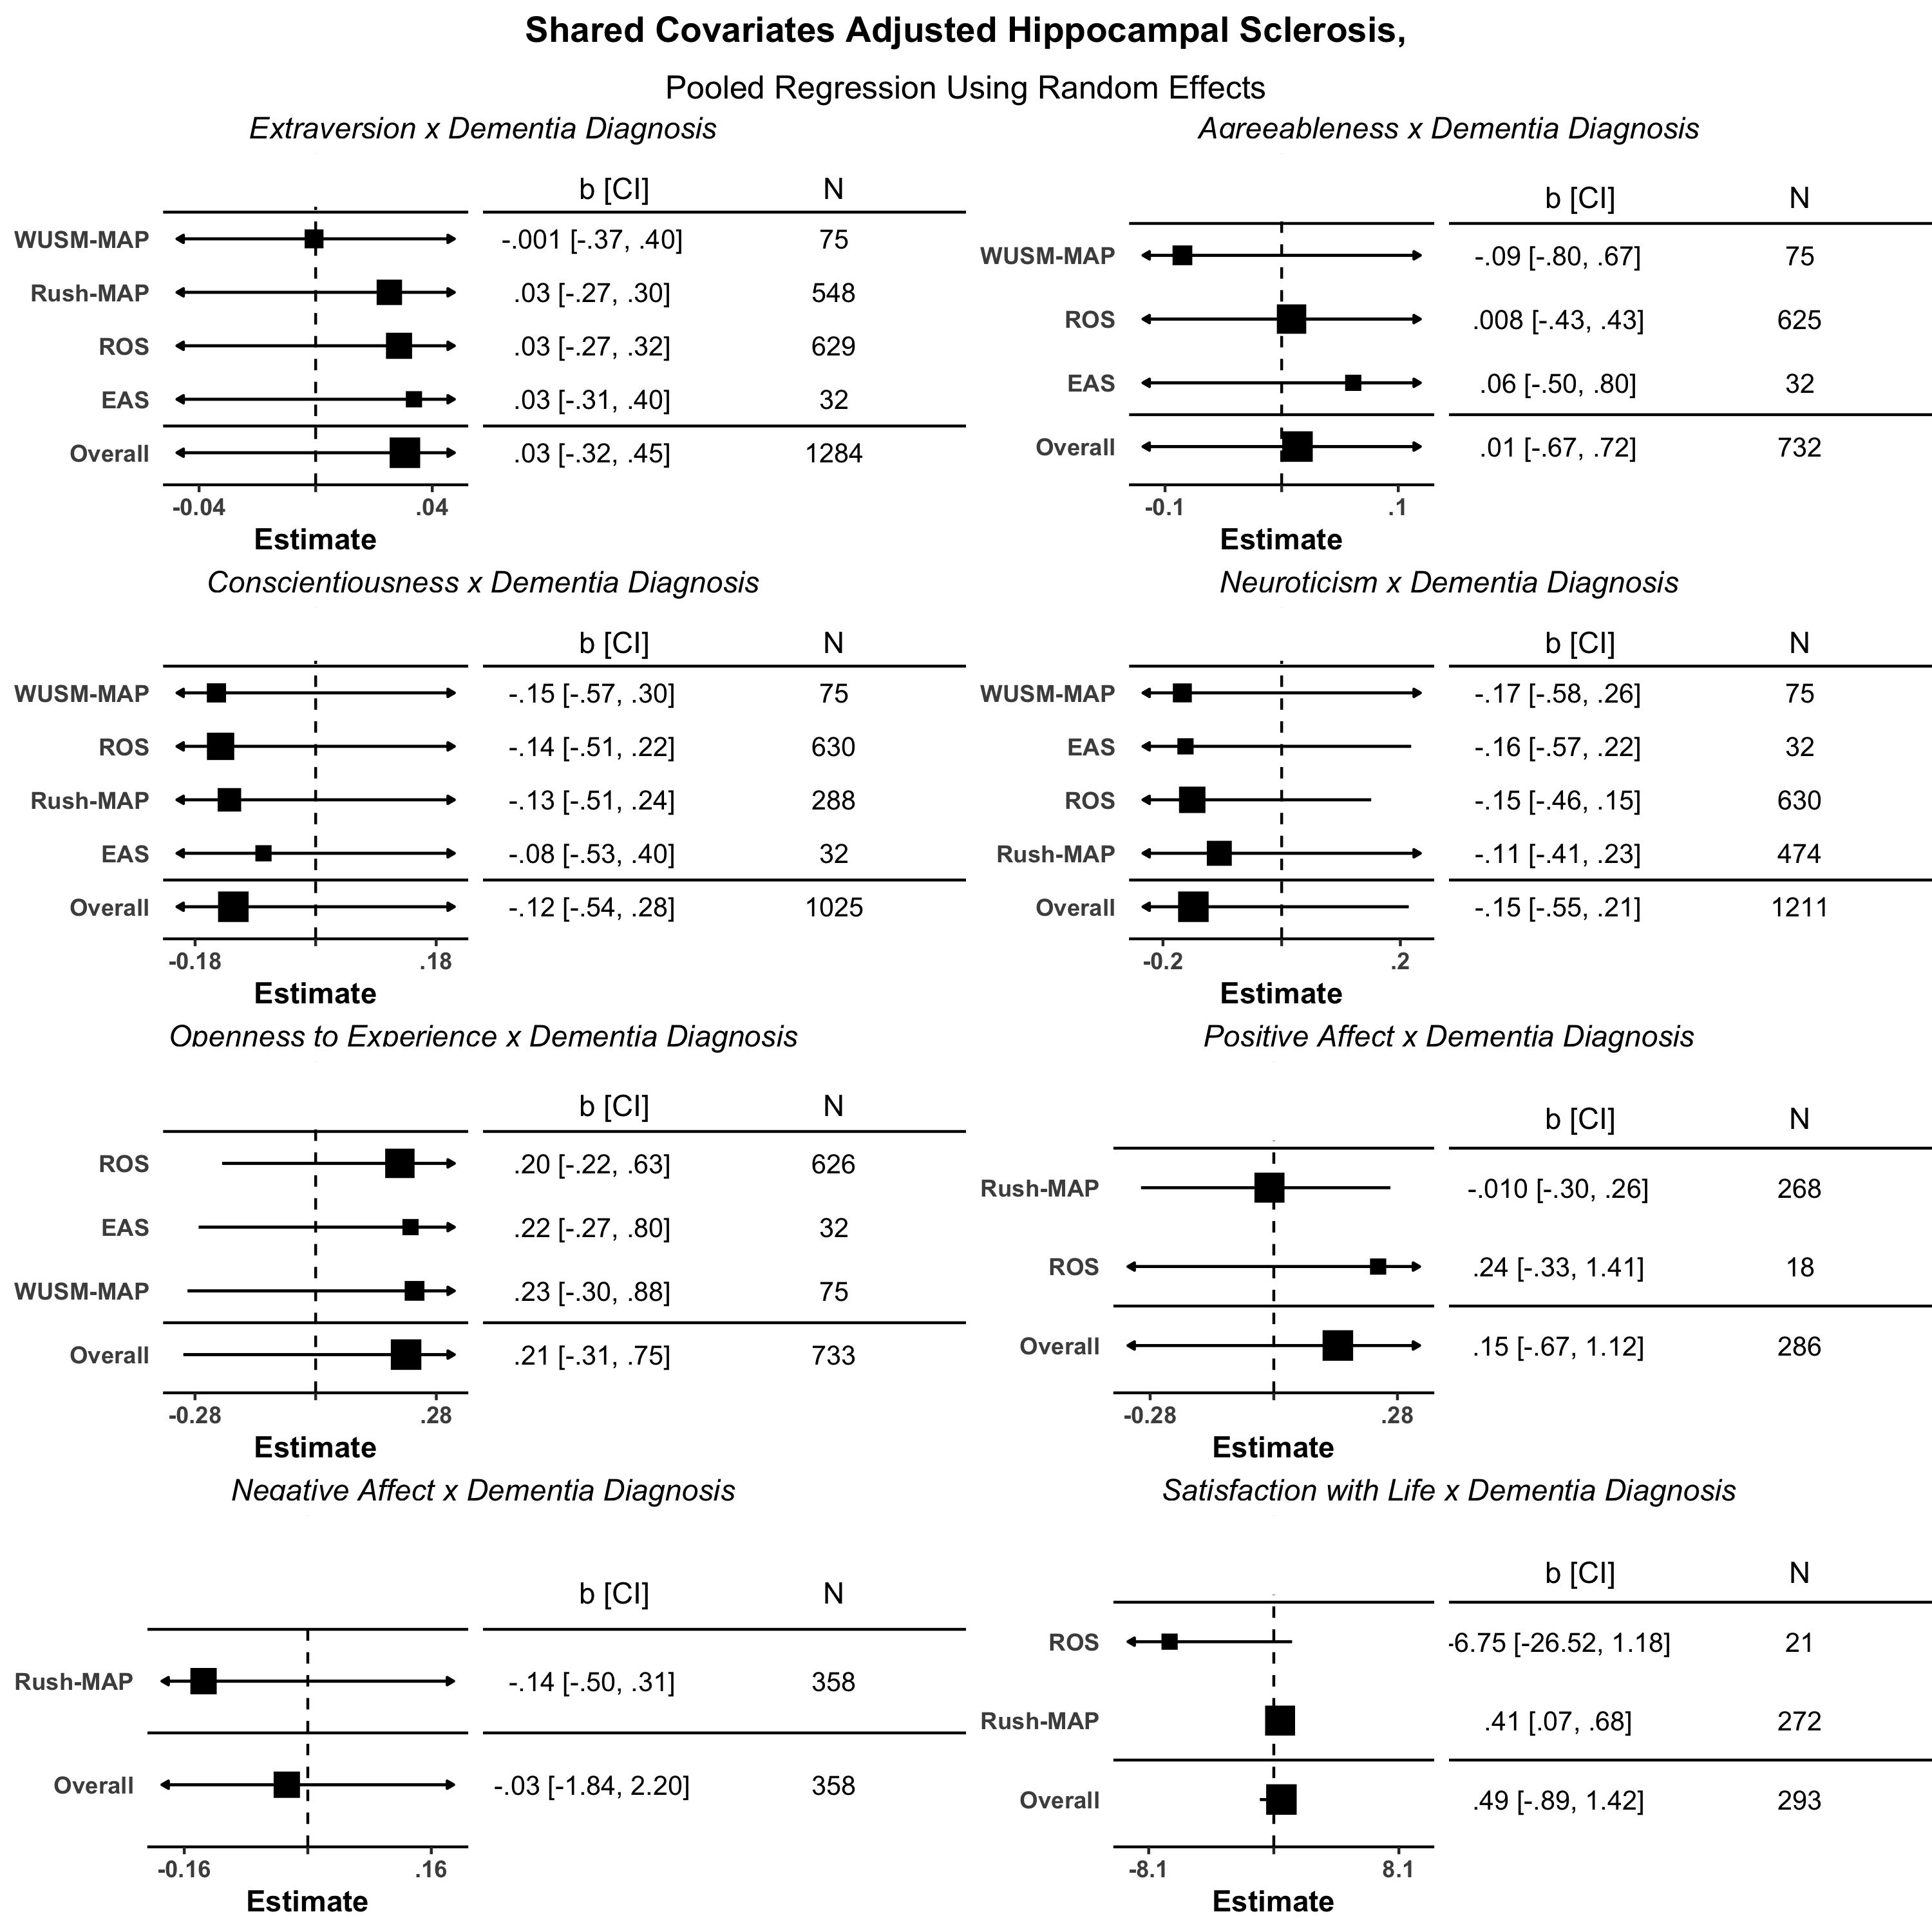 Shared Covariates Adjusted Hippocampal Sclerosis,
Pooled Regression Using Random Effects
Extraversion x Dementia Diagnosis
b [CI] N
WUSM-MAP -.001 [-.37, .40] 75
Rush-MAP .03 [-.27, .30] 548
ROS .03 [-.27, .32] 629
EAS .03 [-.31, .40] 32
Overall .03 [-.32, .45] 1284
-0.04 .04
Estimate
Agreeableness x Dementia Diagnosis
b [CI] N
WUSM-MAP -.09 [-.80, .67] 75
ROS .008 [-.43, .43] 625
EAS .06 [-.50, .80] 32
Overall .01 [-.67, .72] 732
-0.1 .1
Estimate
Conscientiousness x Dementia Diagnosis
b [CI] N
WUSM-MAP -.15 [-.57, .30] 75
ROS -.14 [-.51, .22] 630
Rush-MAP -.13 [-.51, .24] 288
EAS -.08 [-.53, .40] 32
Overall -.12 [-.54, .28] 1025
-0.18 .18
Estimate
Neuroticism x Dementia Diagnosis
b [CI] N
WUSM-MAP -.17 [-.58, .26] 75
EAS -.16 [-.57, .22] 32
ROS -.15 [-.46, .15] 630
Rush-MAP -.11 [-.41, .23] 474
Overall -.15 [-.55, .21] 1211
-0.2 .2
Estimate
Openness to Experience x Dementia Diagnosis
b [CI] N
ROS .20 [-.22, .63] 626
EAS .22 [-.27, .80] 32
WUSM-MAP .23 [-.30, .88] 75
Overall .21 [-.31, .75] 733
-0.28 .28
Estimate
Positive Affect x Dementia Diagnosis
b [CI] N
Rush-MAP -.010 [-.30, .26] 268
ROS .24 [-.33, 1.41] 18
Overall .15 [-.67, 1.12] 286
-0.28 .28
Estimate
Negative Affect x Dementia Diagnosis
b [CI] N
Rush-MAP -.14 [-.50, .31] 358
Overall -.03 [-1.84, 2.20] 358
-0.16 .16
Estimate
Satisfaction with Life x Dementia Diagnosis
b [CI] N
ROS -6.75 [-26.52, 1.18] 21
Rush-MAP .41 [.07, .68] 272
Overall .49 [-.89, 1.42] 293
-8.1 8.1
Estimate